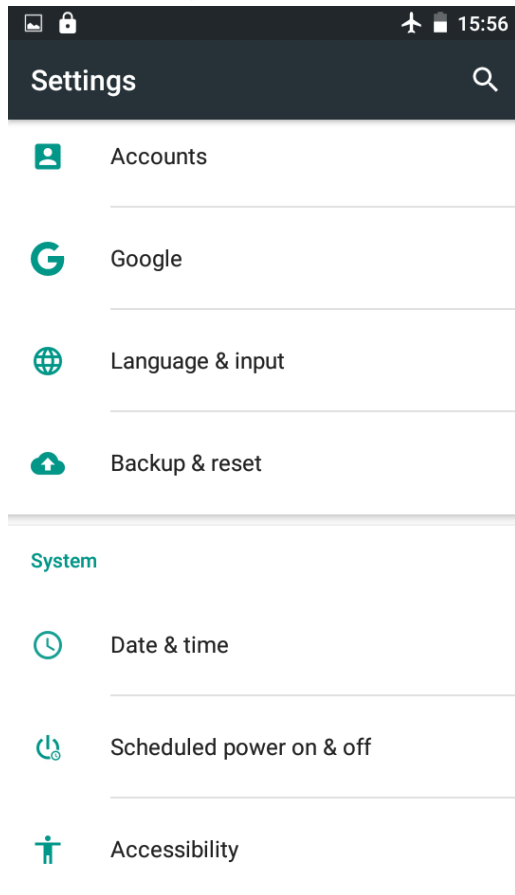 15:56
Settings
Accounts
Google
Language & input
Backup & reset
System
Date & time
Scheduled power on & off
Accessibility